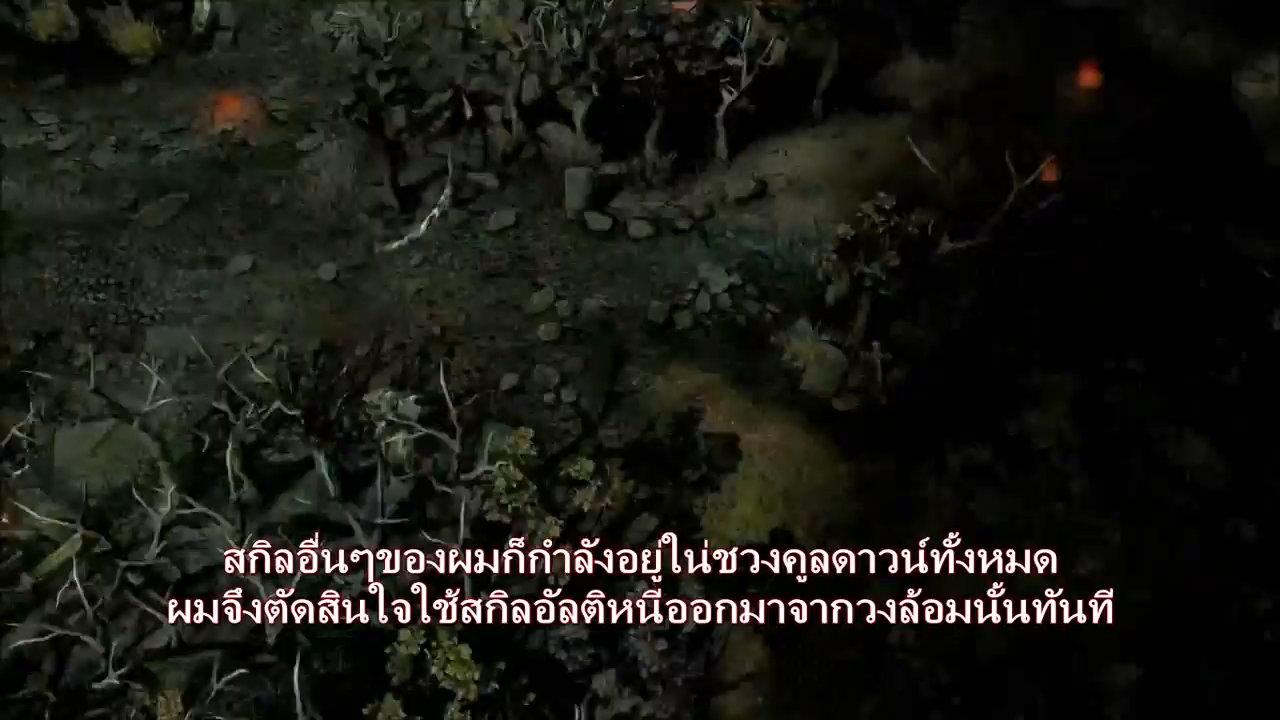 สกิลอื่นๆของผมก็กำลังอยู่ใน่ชวงคูลดาวน์ทั้งหมด
ผมจึงตัดสินใจใช้สกิลอัลติหนีออกมาจากวงล้อมนั้นทันที